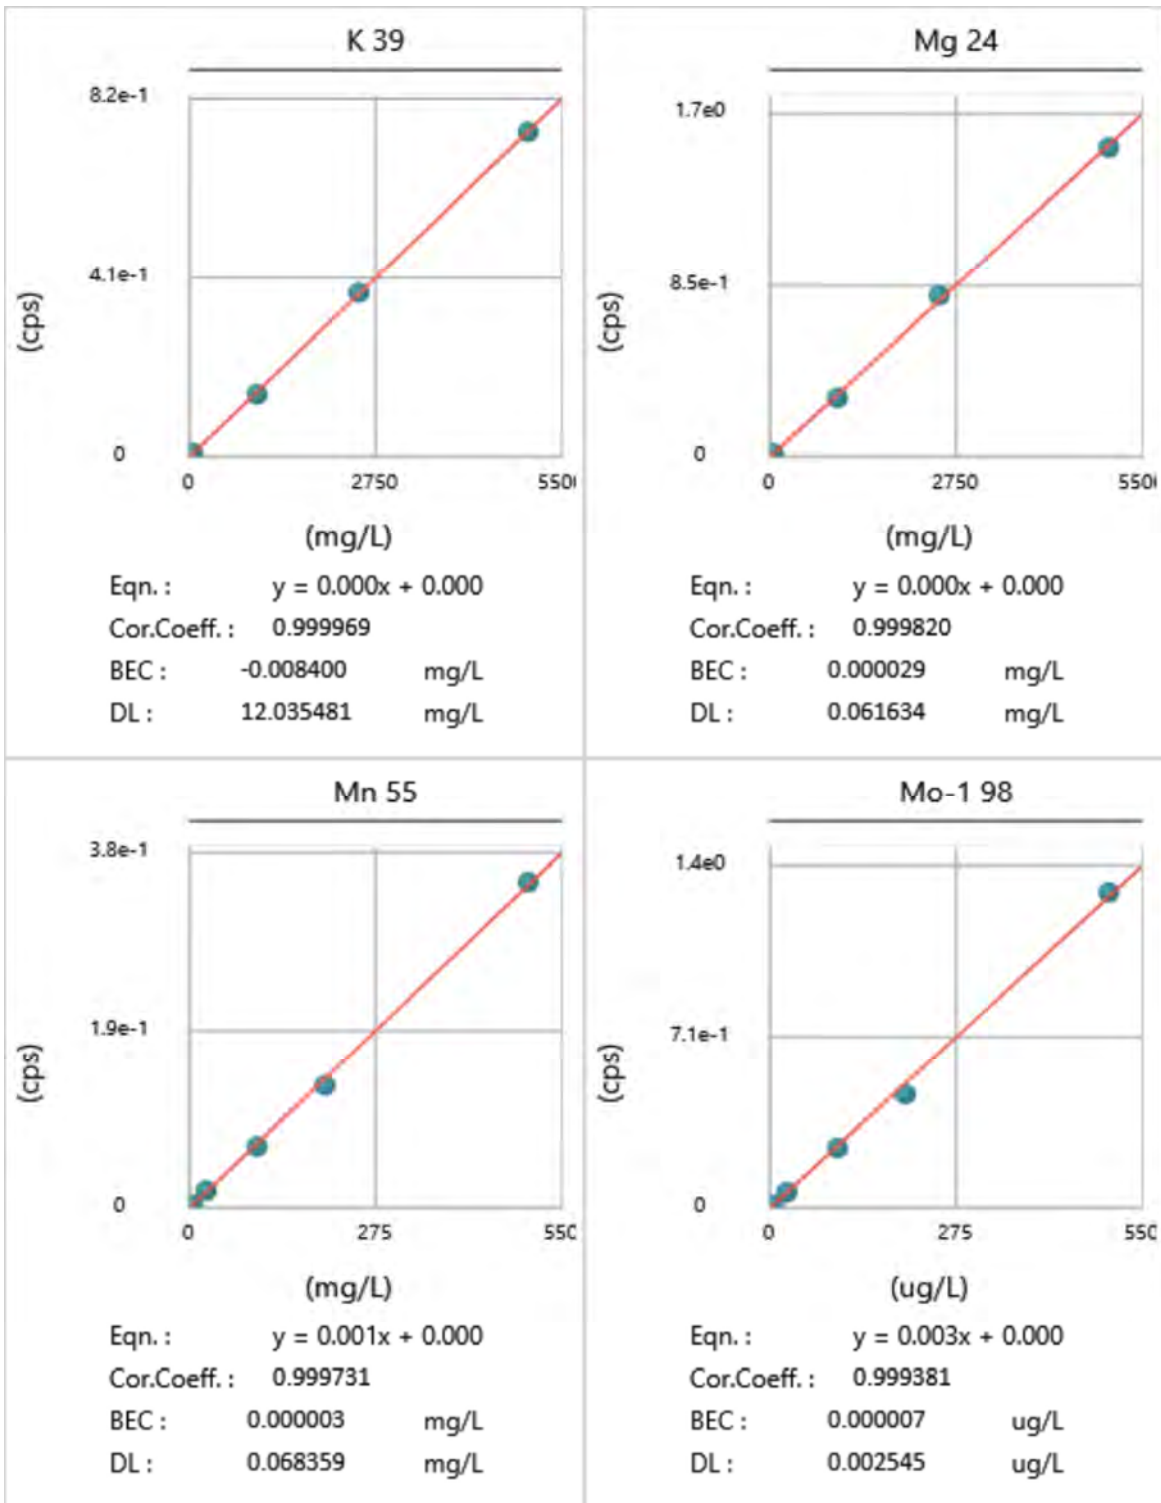 K 39
8.2e-1
4.1e-1
0
(cps)
0 2750
(mg/L)
Eqn. : y = 0.000x + 0.000
Cor.Coeff. : 0.999969
BEC : -0.008400 mg/L
DL : 12.035481 mg/L
Mg 24
1.7e0
8.5e-1
0
(cps)
0 2750
(mg/L)
Eqn. : y = 0.000x + 0.000
Cor.Coeff. : 0.999820
BEC : 0.000029 mg/L
DL : 0.061634 mg/L
Mn 55
3.8e-1
1.9e-1
0
(cps)
0 275
(mg/L)
Eqn. : y = 0.001x + 0.000
Cor.Coeff. : 0.999731
BEC : 0.000003 mg/L
DL : 0.068359 mg/L
Mo-1 98
1.4e0
7.1e-1
0
(cps)
0 275 550
(ug/L)
Eqn. : y = 0.003x + 0.000
Cor.Coeff. : 0.999381
BEC : 0.000007 ug/L
DL : 0.002545 ug/L